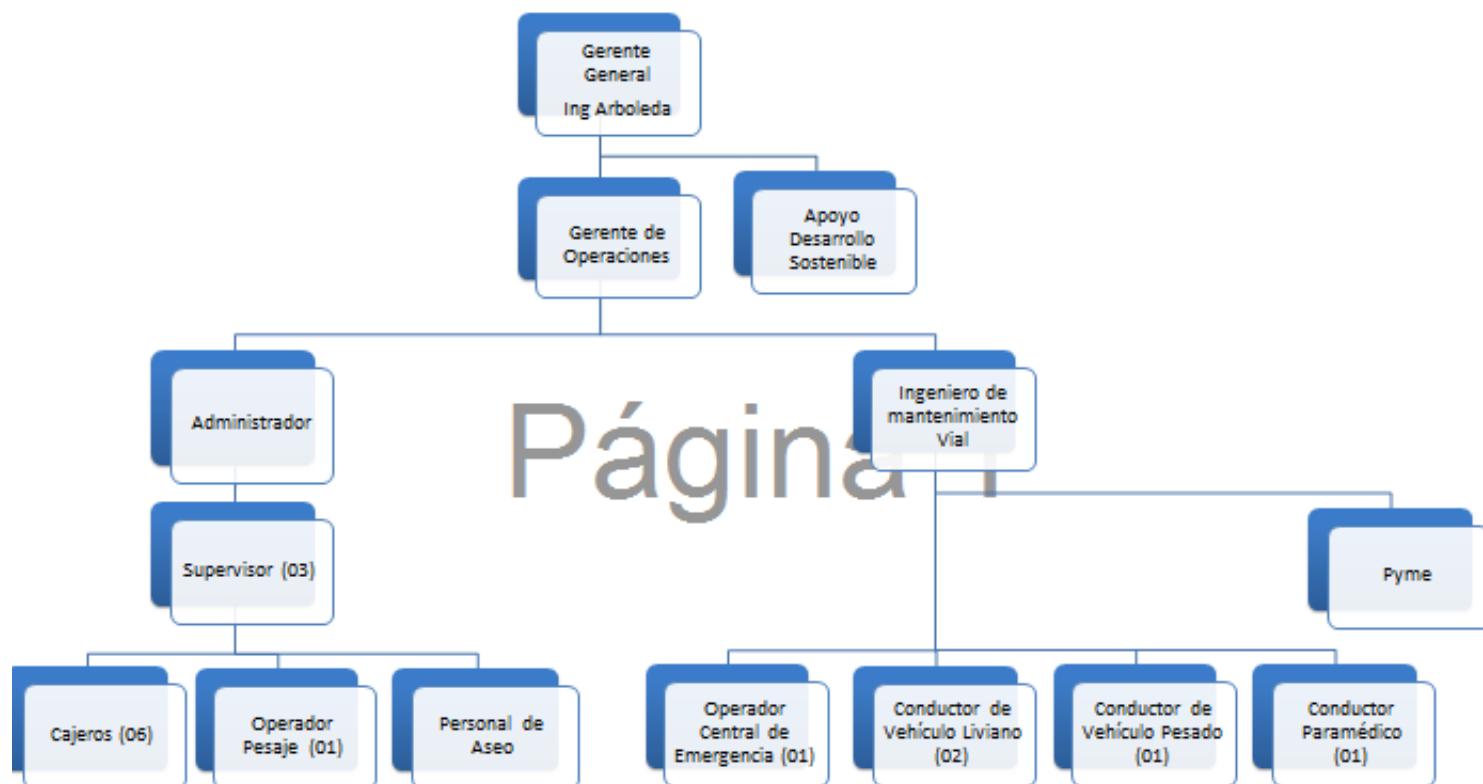 Gerente
General
Ing Arboleda
Gerente de
Operaciones
Apoyo
Desarrollo
Sostenible
Administrador
Ingeniero de
mantenimiento
Vial
Página 1
Supervisor (03)
Pyme
Cajeros (06)
Operador
Pesaje (01)
Personal de
Aseo
Operador
Central de
Emergencia (01)
Conductor de
Vehículo Liviano
(02)
Conductor de
Vehículo Pesado
(01)
Conductor
Paramédico
(01)